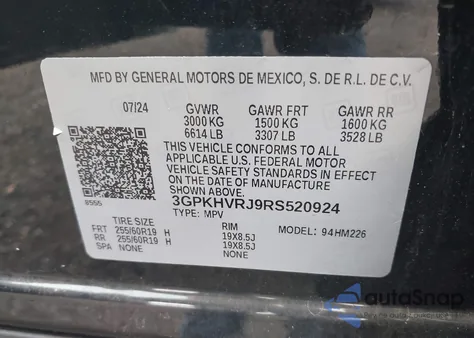 MFD BY GENERAL MOTORS DE MEXICO, S. DE R.L. DE C.V.
07/24 GVWR GAWR FRT GAWR RR
3000 KG 1500 KG 1600 KG
6614 LB 3307 LB 3528 LB
THIS VEHICLE CONFORMS TO ALL
APPLICABLE U.S. FEDERAL MOTOR
VEHICLE SAFETY STANDARDS IN EFFECT
ON THE DATE OF MANUFACTURE SHOWN ABOVE.
3GPKHVRJ9RS520924
TYPE: MPV MODEL: 94HM226
TIRE SIZE RIM
FRT 255/60R19 H 19X8.5J
RR 255/60R19 H 19X8.5J
SPA NONE NONE
autoSnap